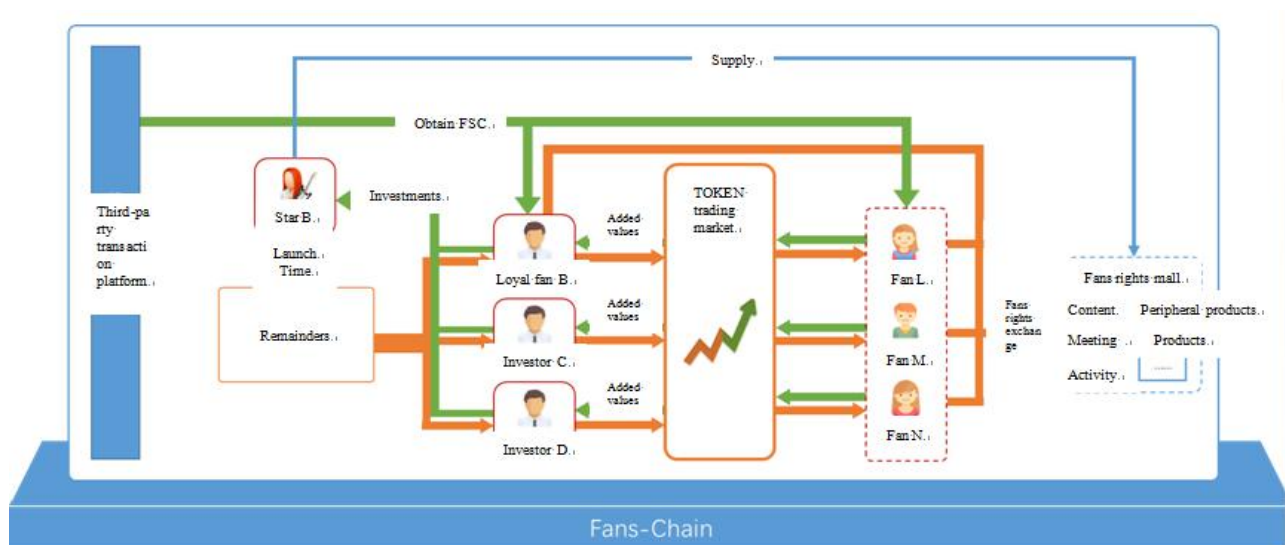 Supply.
Obtain FSC.
Third-pa
rty
transacti
on
platform.
Star B.
Launch
Time.
Remainders.
Investments.
Loyal fan B.
Investor C.
Investor D.
Added
values
Added
values
Added
values
TOKEN
trading
market.
Fan L.
Fan M.
Fan N.
Fans
rights
exchan
ge
Fans rights mall.
Content. Peripheral products.
Meeting. Products.
Activity.
Fans-Chain